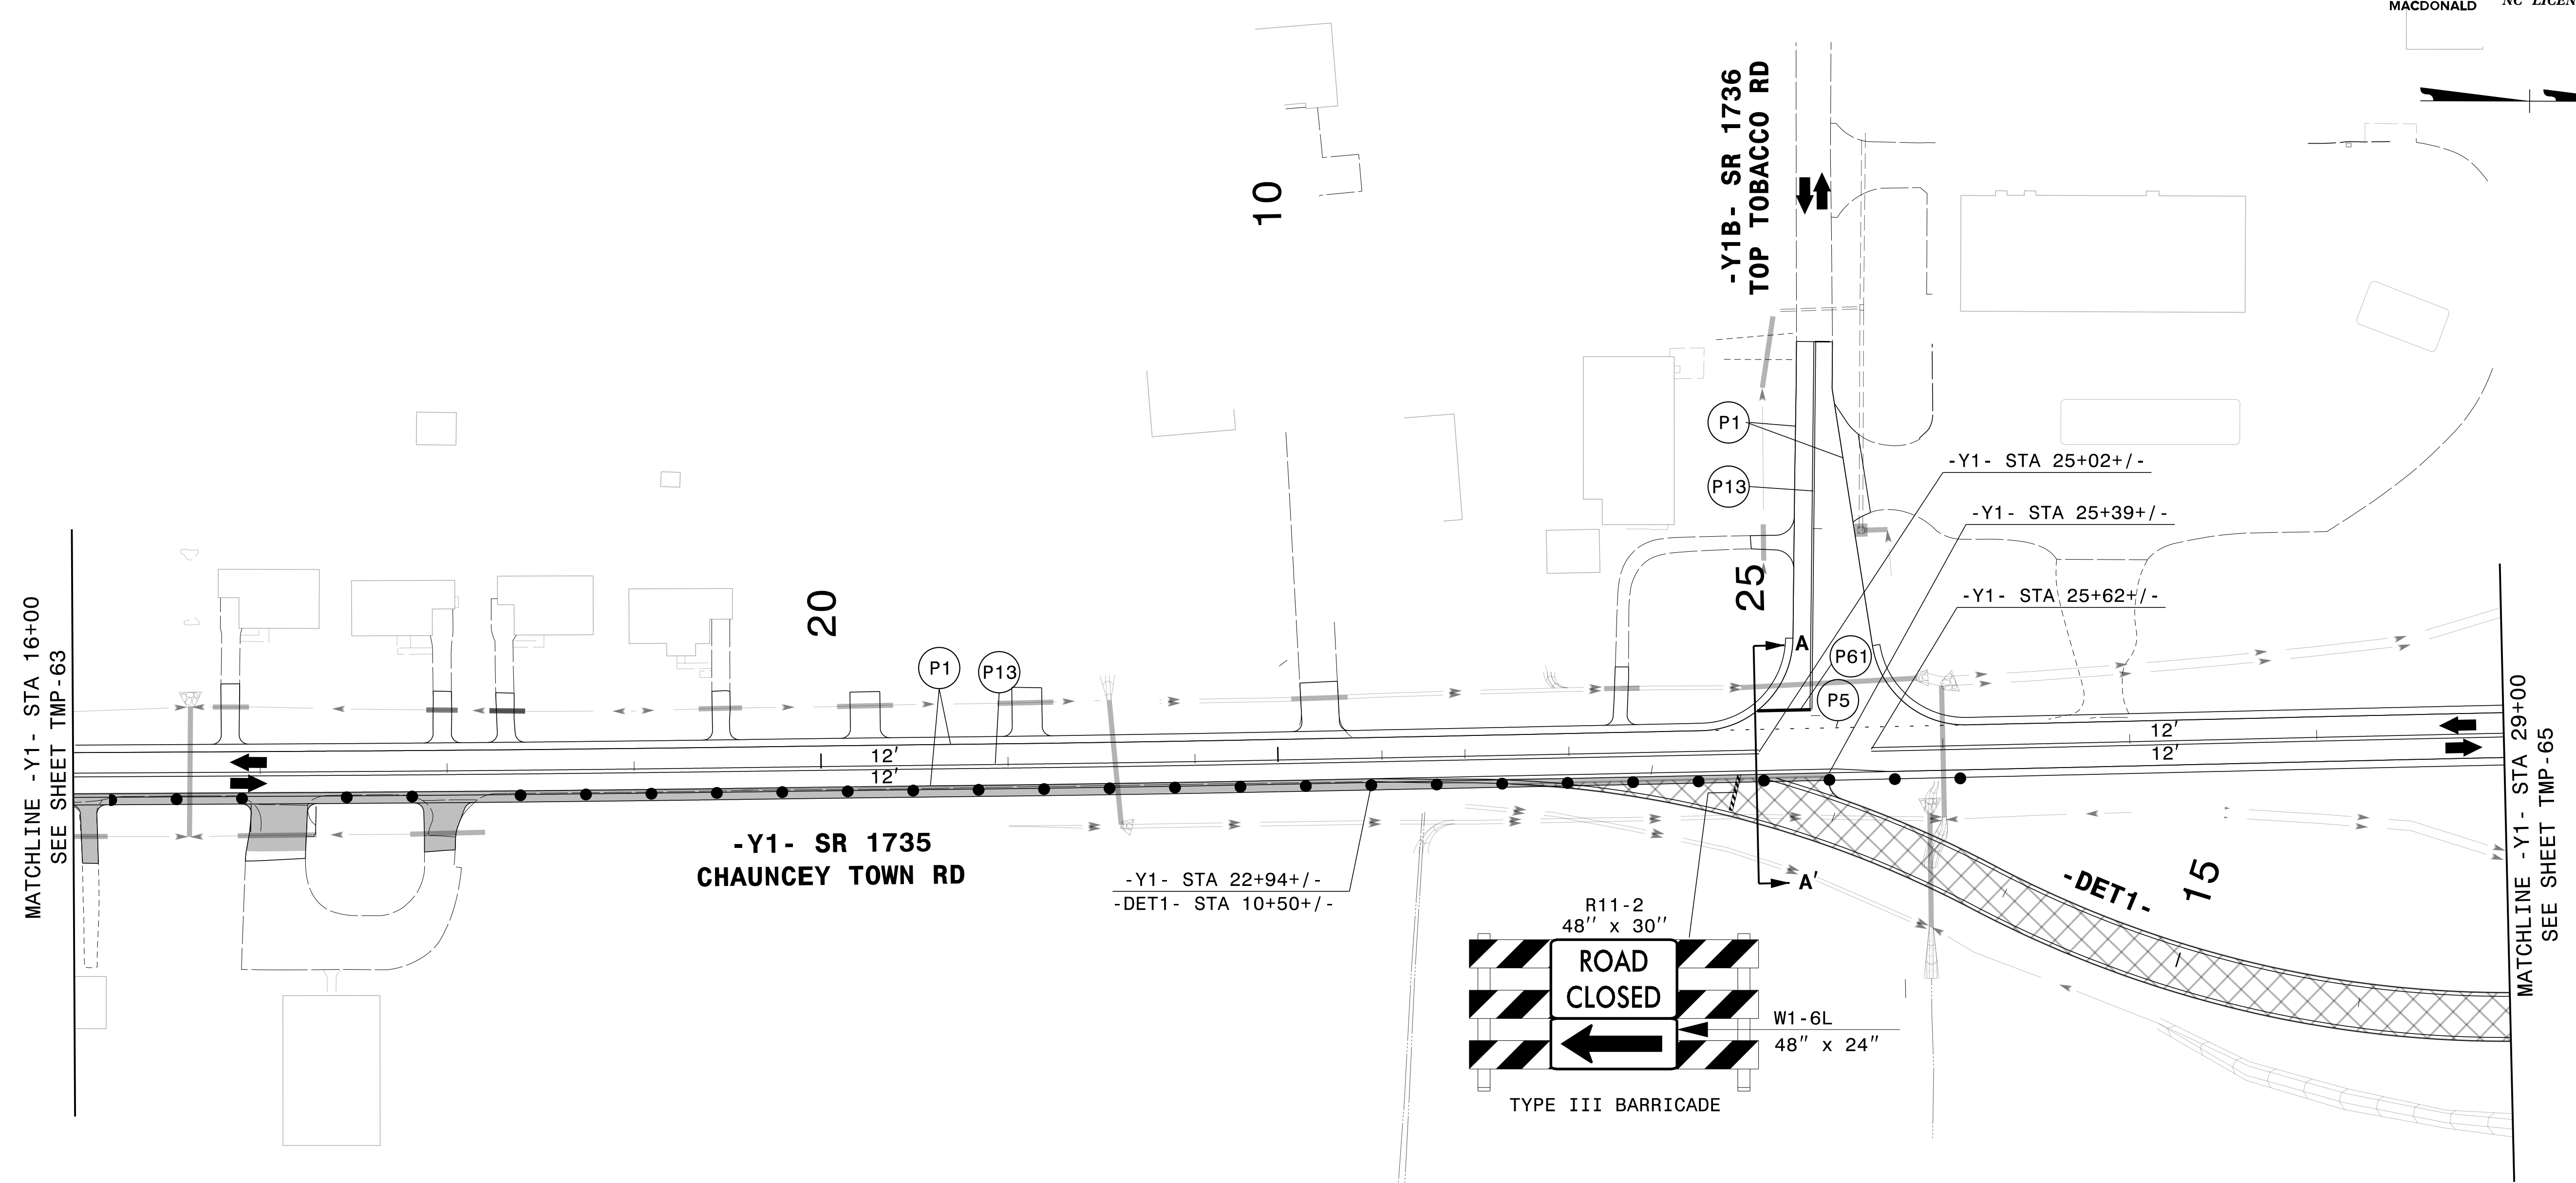 MACDONALD
-Y1B- SR 1736
TOP TOBACCO RD
10
P1
P13
-Y1- STA 25+02+/-
-Y1- STA 25+39+/-
-Y1- STA 25+62+/-
20
25
MATCHLINE -Y1- STA 16+00
SEE SHEET TMP-63
P1
P13
A
P61
P5
12'
12'
12'
12'
-Y1- SR 1735
CHAUNCEY TOWN RD
-Y1- STA 22+94+/-
-DET1- STA 10+50+/-
A'
-DET1-
15
MATCHLINE -Y1- STA 29+00
SEE SHEET TMP-65
R11-2
48" x 30"
ROAD
CLOSED
W1-6L
48" x 24"
TYPE III BARRICADE